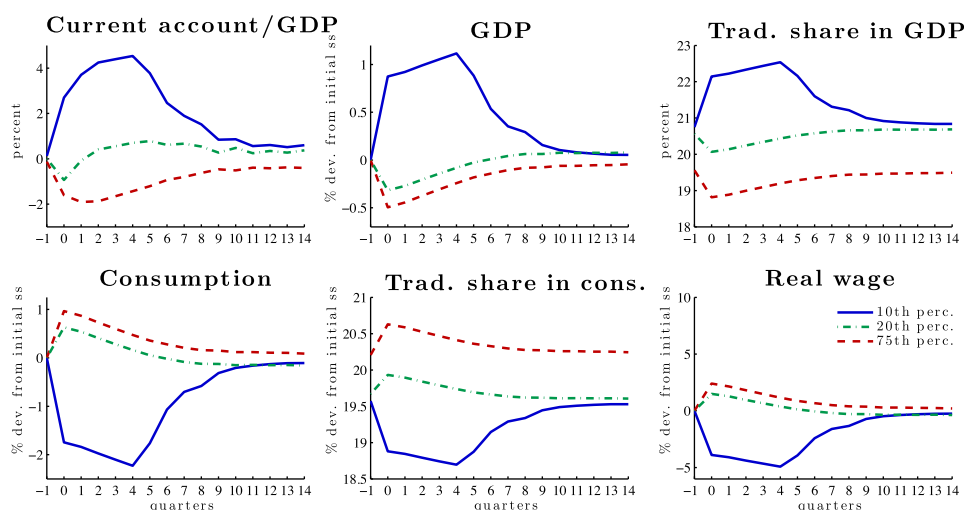 Current account/GDP
percent
4
2
0
−2
−1 0 1 2 3 4 5 6 7 8 9 10 11 12 13 14
GDP
% dev. from initial ss
1
0.5
0
−0.5
−1 0 1 2 3 4 5 6 7 8 9 10 11 12 13 14
Trad. share in GDP
percent
23
22
21
20
19
18
−1 0 1 2 3 4 5 6 7 8 9 10 11 12 13 14
Consumption
% dev. from initial ss
1
0
−1
−2
−1 0 1 2 3 4 5 6 7 8 9 10 11 12 13 14
quarters
Trad. share in cons.
% dev. from initial ss
21
20.5
20
19.5
19
18.5
−1 0 1 2 3 4 5 6 7 8 9 10 11 12 13 14
quarters
Real wage
% dev. from initial ss
10
5
0
−5
10th perc.
20th perc.
75th perc.
−1 0 1 2 3 4 5 6 7 8 9 10 11 12 13 14
quarters